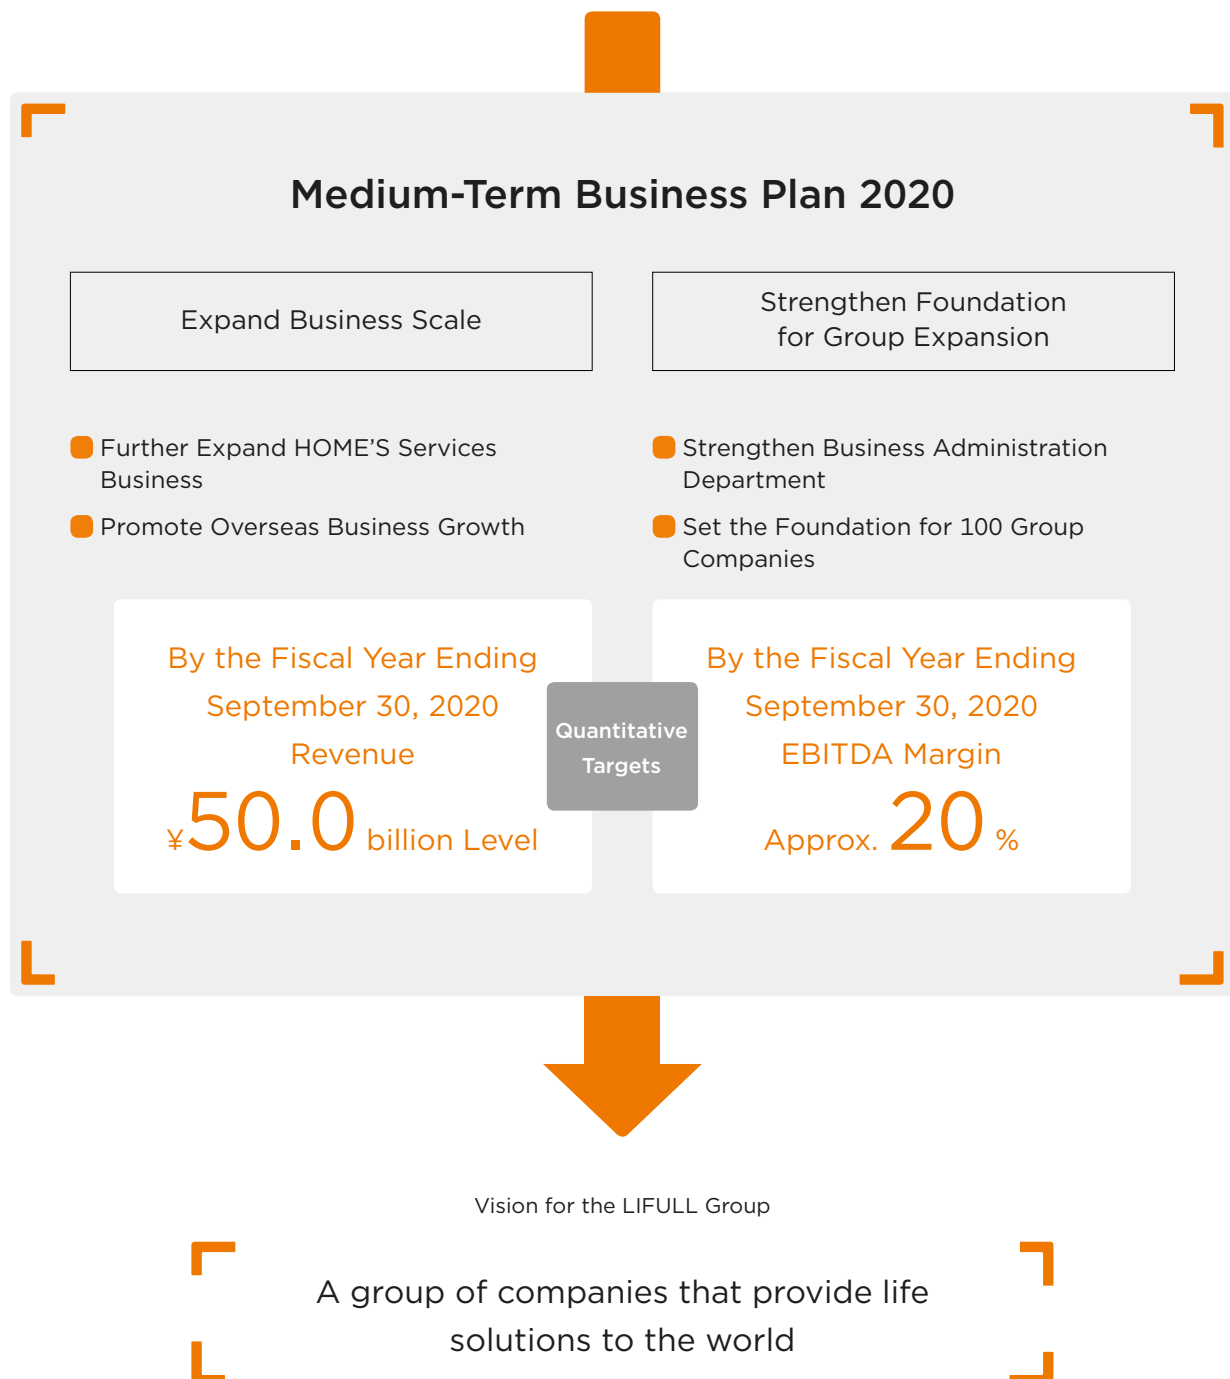 Medium-Term Business Plan 2020
Expand Business Scale
Strengthen Foundation
for Group Expansion
Further Expand HOME’S Services
Business
Promote Overseas Business Growth
Strengthen Business Administration
Department
Set the Foundation for 100 Group
Companies
By the Fiscal Year Ending
September 30, 2020
Revenue
¥50.0 billion Level
Quantitative
Targets
By the Fiscal Year Ending
September 30, 2020
EBITDA Margin
Approx. 20 %
Vision for the LIFULL Group
A group of companies that provide life
solutions to the world